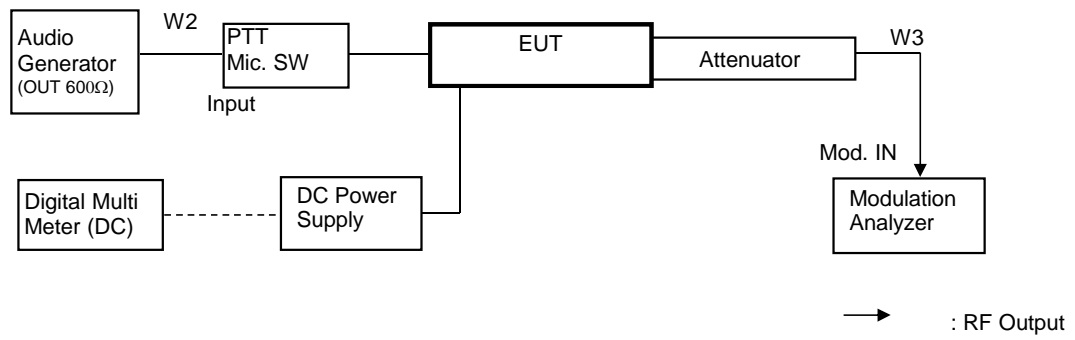 Audio
Generator
(OUT 600Ω)
W2
PTT
Mic. SW
Input
EUT
Attenuator
W3
Mod. IN
Digital Multi
Meter (DC)
DC Power
Supply
Modulation
Analyzer
: RF Output